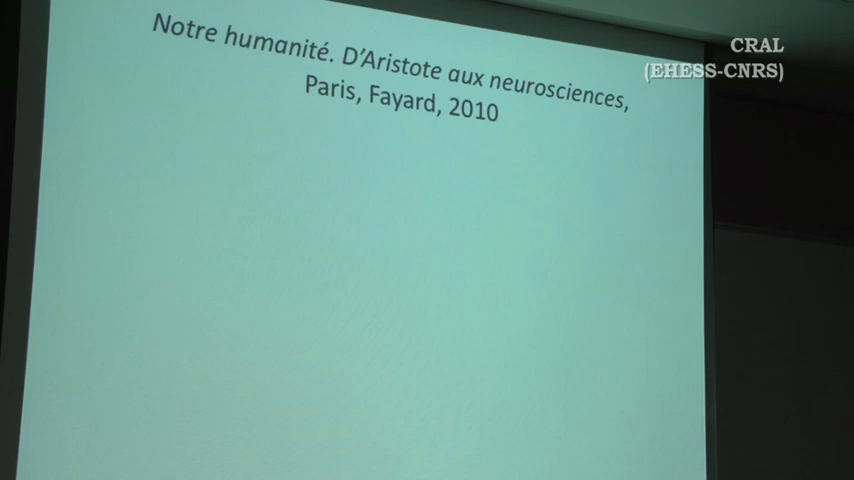 Notre humanité. D’Aristote aux neurosciences,
Paris, Fayard, 2010
CRAL
(EHESS-CNRS)